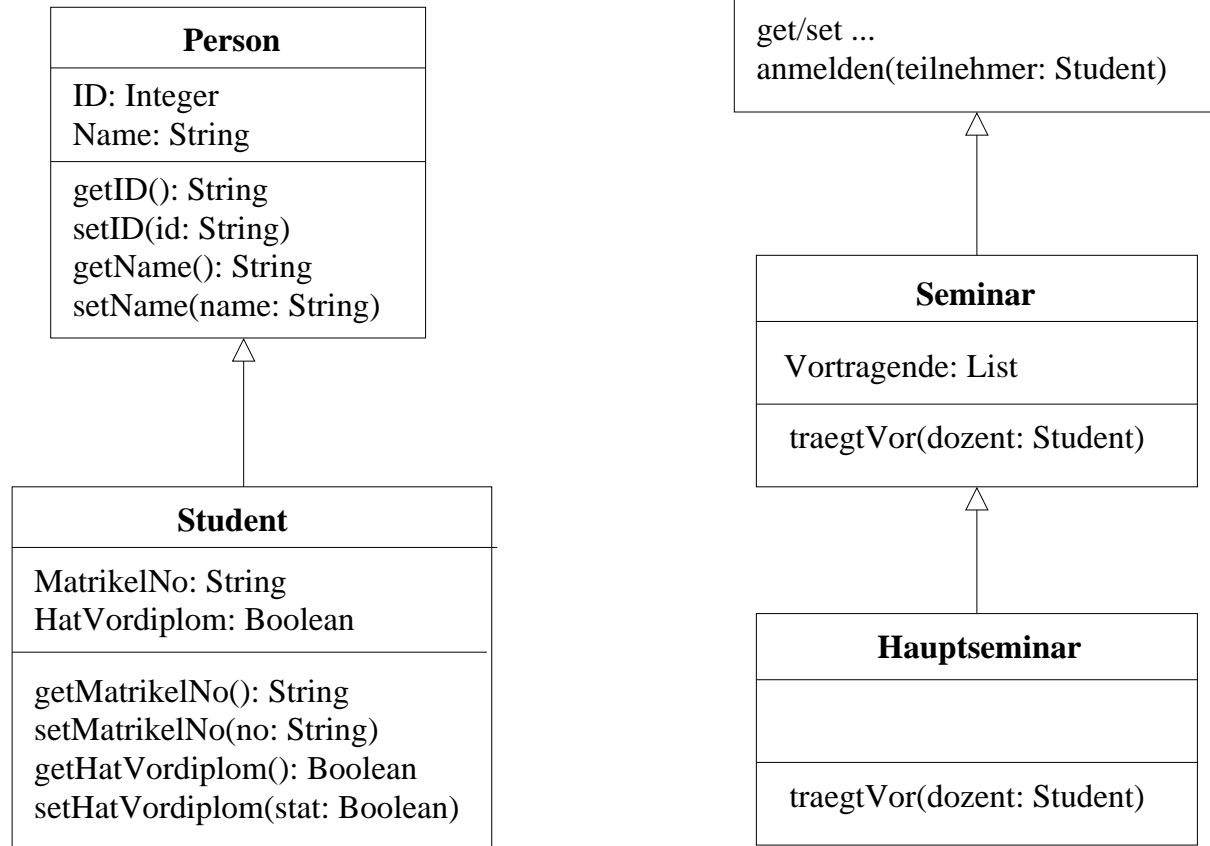 Person
ID: Integer
Name: String
getID(): String
setID(id: String)
getName(): String
setName(name: String)
Student
MatrikelNo: String
HatVordiplom: Boolean
getMatrikelNo(): String
setMatrikelNo(no: String)
getHatVordiplom(): Boolean
setHatVordiplom(stat: Boolean)
get/set ...
anmelden(teilnehmer: Student)
Seminar
Vortragende: List
traegtVor(dozent: Student)
Hauptseminar
traegtVor(dozent: Student)